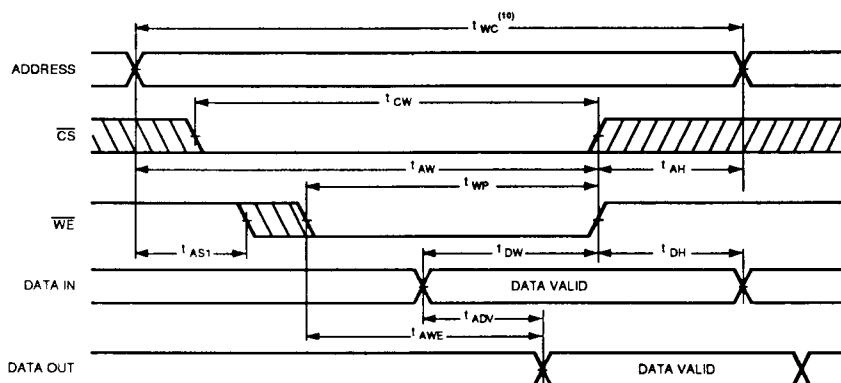 t WC (10)
ADDRESS
t CW
CS
t AW
t AH
t WP
WE
t AS1
t DW
t DH
DATA IN
DATA VALID
t ADV
t AWE
DATA OUT
DATA VALID